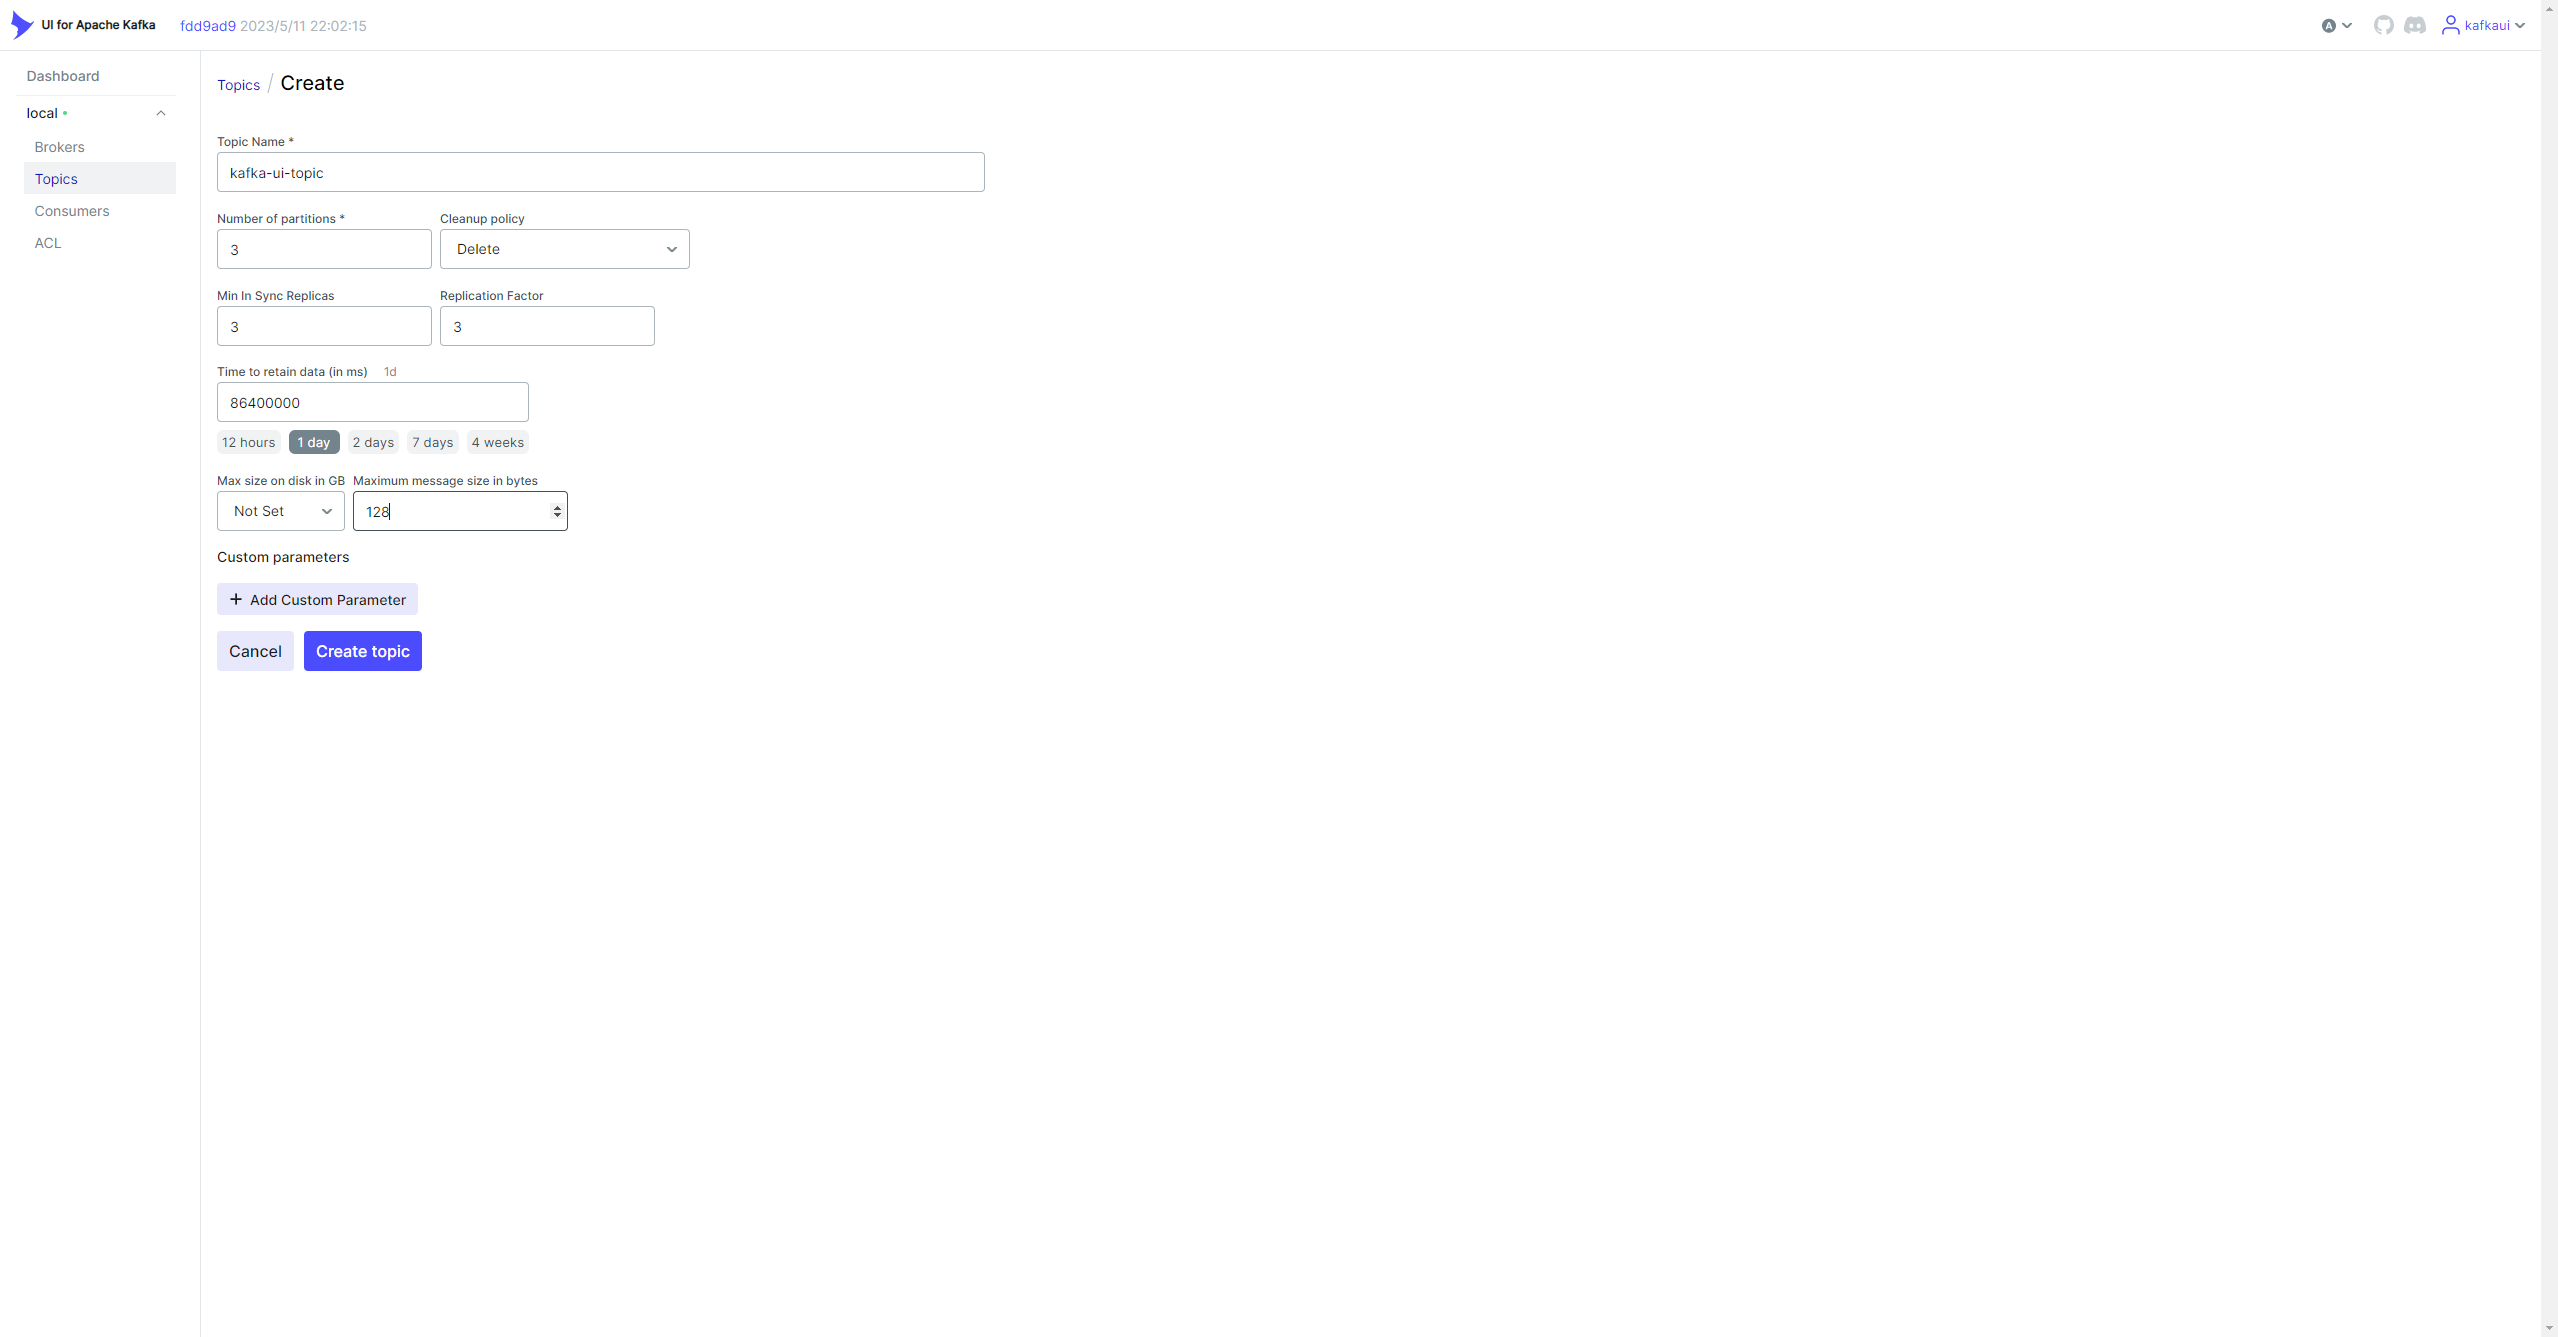 UI for Apache Kafka fdd9ad9 2023/5/11 22:02:15 A kafkaui
Dashboard
local
Brokers
Topics
Consumers
ACL
Topics / Create
Topic Name *
kafka-ui-topic
Number of partitions * Cleanup policy
3 Delete
Min In Sync Replicas Replication Factor
3 3
Time to retain data (in ms) 1d
86400000
12 hours 1 day 2 days 7 days 4 weeks
Max size on disk in GB Maximum message size in bytes
Not Set 128
Custom parameters
+ Add Custom Parameter
Cancel Create topic